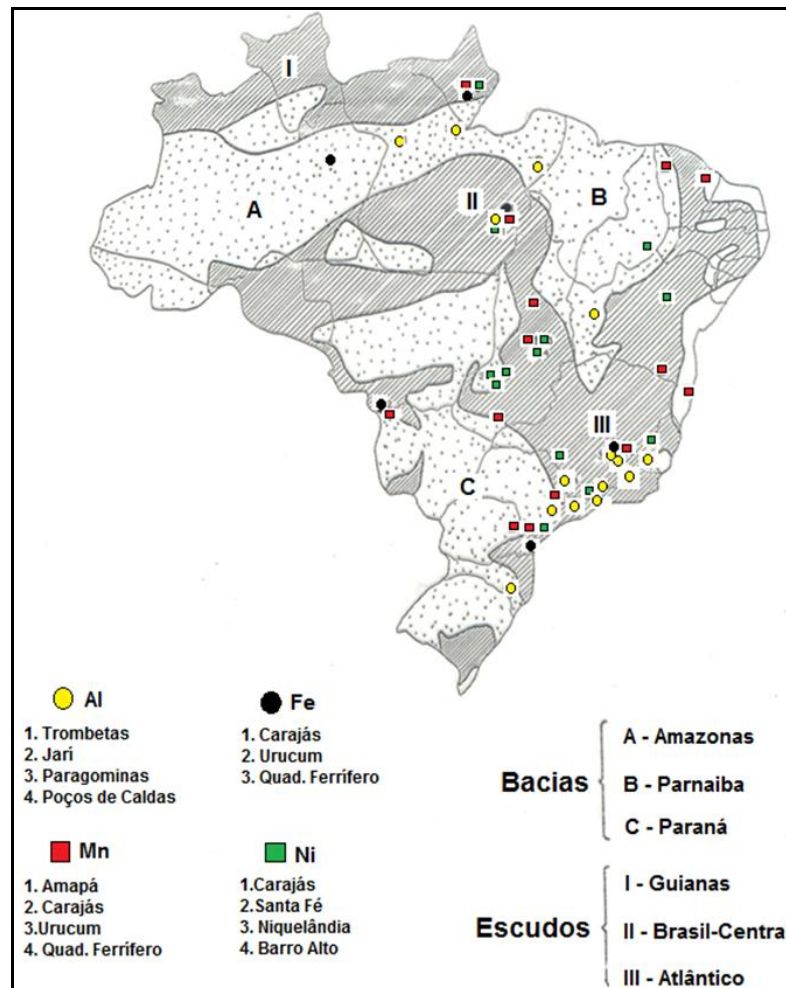 I
II
A
B
III
C
Al
1. Trombetas
2. Jarí
3. Paragominas
4. Poços de Caldas
Fe
1. Carajás
2. Urucum
3. Quad. Ferrífero
Mn
1. Amapá
2. Carajás
3.Urucum
4. Quad. Ferrífero
Ni
1.Carajás
2.Santa Fé
3. Niquelândia
4. Barro Alto
Bacias
A - Amazonas
B - Parnaiba
C - Paraná
Escudos
I - Guianas
II - Brasil-Centra
III - Atlântico